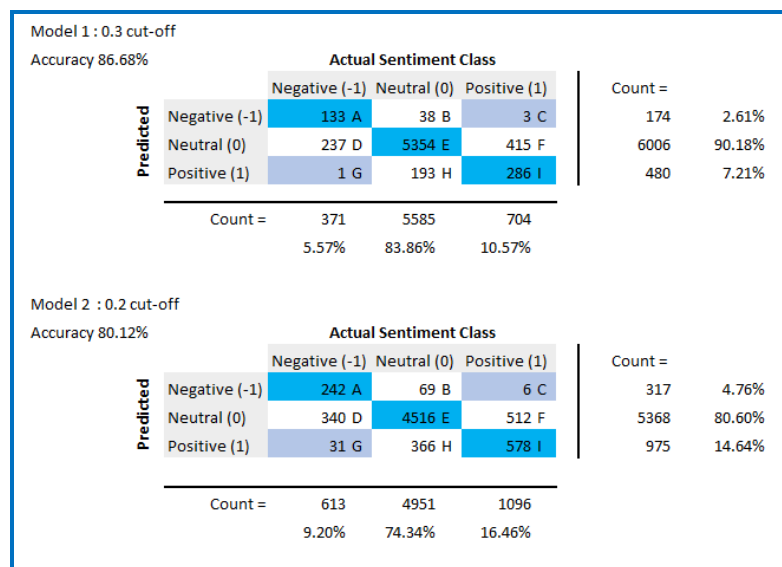 Model 1 : 0.3 cut-off
Accuracy 86.68%
Actual Sentiment Class
Negative (-1) Neutral (0) Positive (1) Count =
Predicted
Negative (-1) 133 A 38 B 3 C 174 2.61%
Neutral (0) 237 D 5354 E 415 F 6006 90.18%
Positive (1) 1 G 193 H 286 I 480 7.21%
Count = 371 5585 704
5.57% 83.86% 10.57%
Model 2 : 0.2 cut-off
Accuracy 80.12%
Actual Sentiment Class
Negative (-1) Neutral (0) Positive (1) Count =
Predicted
Negative (-1) 242 A 69 B 6 C 317 4.76%
Neutral (0) 340 D 4516 E 512 F 5368 80.60%
Positive (1) 31 G 366 H 578 I 975 14.64%
Count = 613 4951 1096
9.20% 74.34% 16.46%